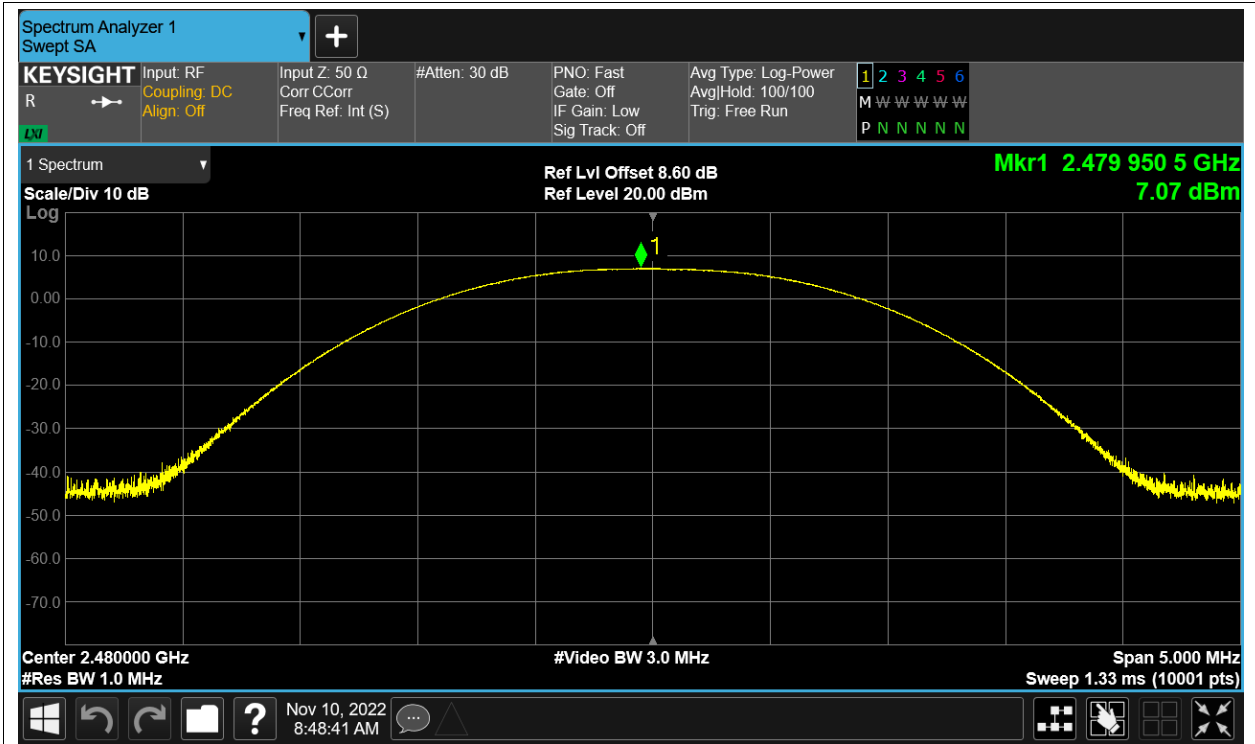 Spectrum Analyzer 1
Swept SA
KEYSIGHT
R
LXI
Input: RF
Coupling: DC
Align: Off
Input Z: 50 Ω
Corr CCorr
Freq Ref: Int (S)
#Atten: 30 dB
PNO: Fast
Gate: Off
IF Gain: Low
Sig Track: Off
Avg Type: Log-Power
Avg|Hold: 100/100
Trig: Free Run
1 2 3 4 5 6
M W W W W W
P N N N N N
1 Spectrum
Scale/Div 10 dB
Log
Ref Lvl Offset 8.60 dB
Ref Level 20.00 dBm
Mkr1 2.479 950 5 GHz
7.07 dBm
1
10.0
0.00
-10.0
-20.0
-30.0
-40.0
-50.0
-60.0
-70.0
Center 2.480000 GHz
#Res BW 1.0 MHz
#Video BW 3.0 MHz
Span 5.000 MHz
Sweep 1.33 ms (10001 pts)
?
Nov 10, 2022
8:48:41 AM